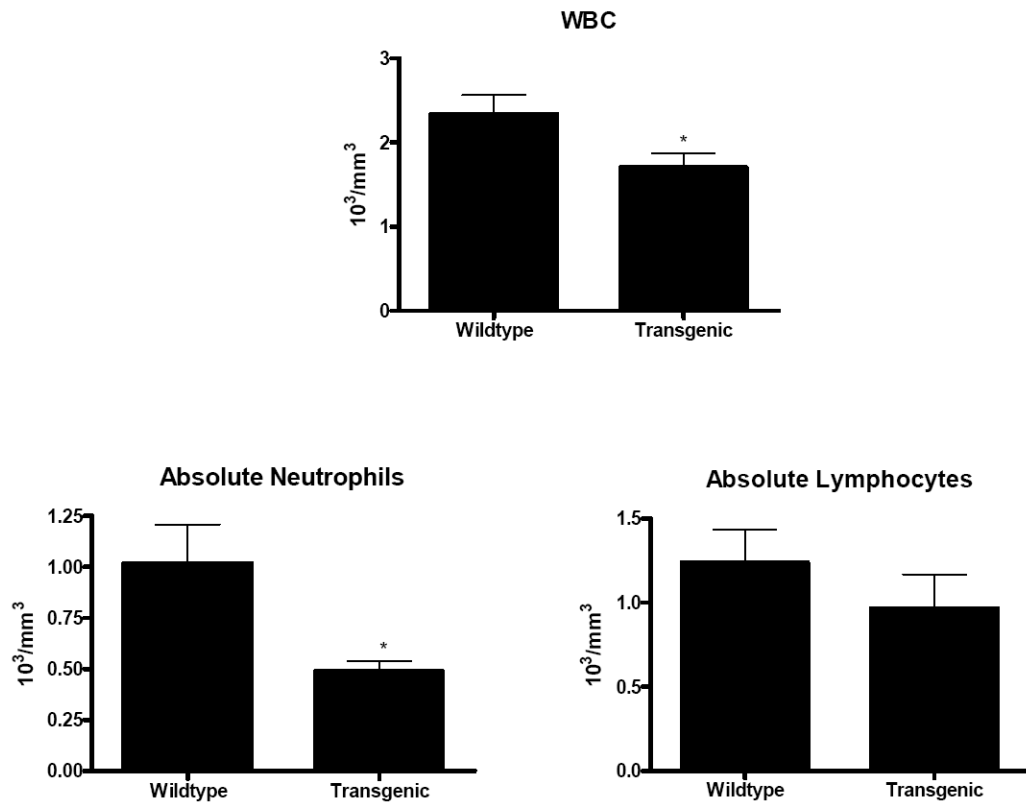 WBC
3
2
1
0
10³/mm³
*
Wildtype Transgenic
Absolute Neutrophils
1.25
1.00
0.75
0.50
0.25
0.00
10³/mm³
*
Wildtype Transgenic
Absolute Lymphocytes
1.5
1.0
0.5
0.0
10³/mm³
Wildtype Transgenic